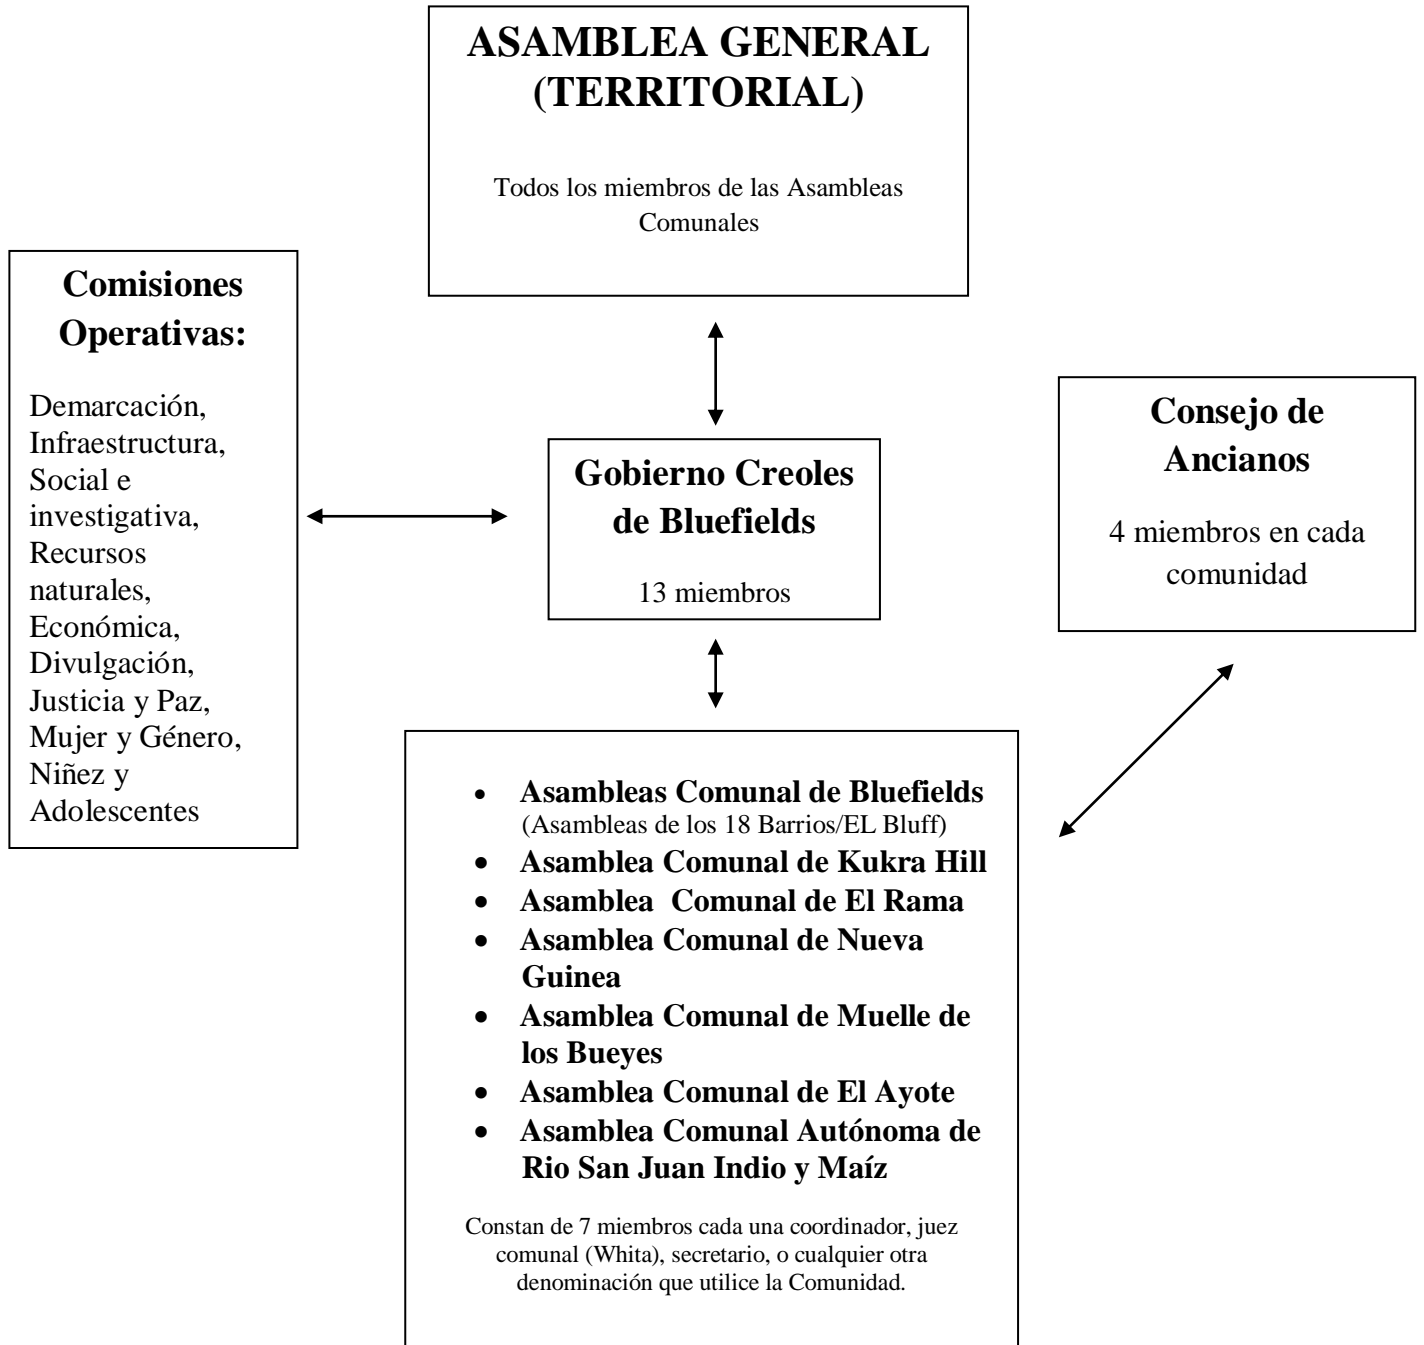 ASAMBLEA GENERAL
(TERRITORIAL)
Todos los miembros de las Asambleas
Comunales
Comisiones
Operativas:
Demarcación,
Infraestructura,
Social e
investigativa,
Recursos
naturales,
Económica,
Divulgación,
Justicia y Paz,
Mujer y Género,
Niñez y
Adolescentes
Gobierno Creoles
de Bluefields
13 miembros
Consejo de
Ancianos
4 miembros en cada
comunidad
• Asambleas Comunal de Bluefields
(Asambleas de los 18 Barrios/EL Bluff)
• Asamblea Comunal de Kukra Hill
• Asamblea  Comunal de El Rama
• Asamblea Comunal de Nueva
Guinea
• Asamblea Comunal de Muelle de
los Bueyes
• Asamblea Comunal de El Ayote
• Asamblea Comunal Autónoma de
Rio San Juan Indio y Maíz
Constan de 7 miembros cada una coordinador, juez
comunal (Whita), secretario, o cualquier otra
denominación que utilice la Comunidad.